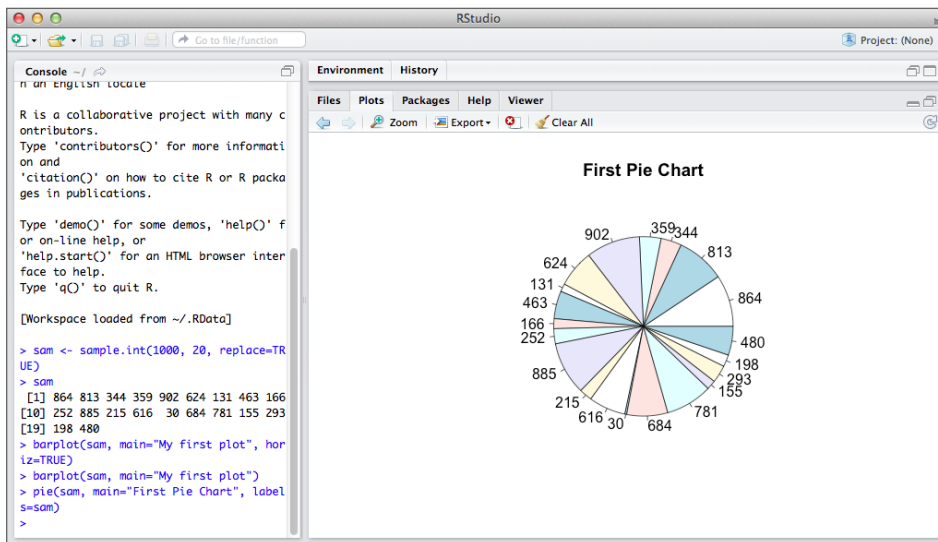 RStudio
Go to file/function
Project: (None)
Console ~/
n an English locale
R is a collaborative project with many c
ontributors.
Type 'contributors()' for more informati
on and
'citation()' on how to cite R or R packa
ges in publications.
Type 'demo()' for some demos, 'help()' f
or on-line help, or
'help.start()' for an HTML browser inter
face to help.
Type 'q()' to quit R.
[Workspace loaded from ~/.RData]
> sam <- sample.int(1000, 20, replace=TR
UE)
> sam
[1] 864 813 344 359 902 624 131 463 166
[10] 252 885 215 616 30 684 781 155 293
[19] 198 480
> barplot(sam, main="My first plot", hor
iz=TRUE)
> barplot(sam, main="My first plot")
> pie(sam, main="First Pie Chart", label
s=sam)
>
Environment History
Files Plots Packages Help Viewer
Zoom Export Clear All
First Pie Chart
864
813
344
359
902
624
131
463
166
252
885
215
616
30
684
781
155
293
198
480